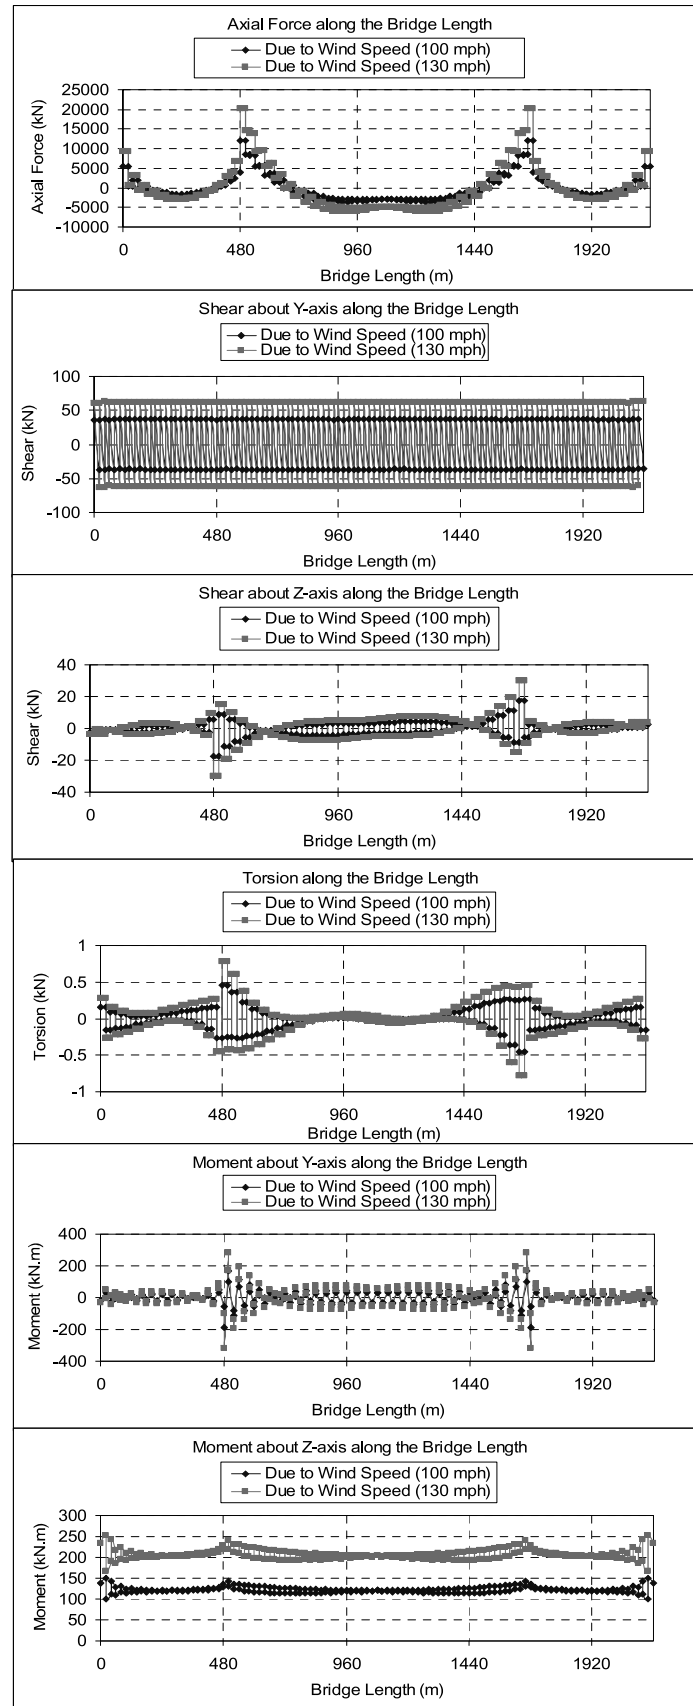 Axial Force along the Bridge Length
Due to Wind Speed (100 mph)
Due to Wind Speed (130 mph)
25000
20000
15000
10000
5000
0
-5000
-10000
Axial Force (kN)
0 480 960 1440 1920
Bridge Length (m)
Shear about Y-axis along the Bridge Length
Due to Wind Speed (100 mph)
Due to Wind Speed (130 mph)
100
50
0
-50
-100
Shear (kN)
0 480 960 1440 1920
Bridge Length (m)
Shear about Z-axis along the Bridge Length
Due to Wind Speed (100 mph)
Due to Wind Speed (130 mph)
40
20
0
-20
-40
Shear (kN)
0 480 960 1440 1920
Bridge Length (m)
Torsion along the Bridge Length
Due to Wind Speed (100 mph)
Due to Wind Speed (130 mph)
1
0.5
0
-0.5
-1
Torsion (kN)
0 480 960 1440 1920
Bridge Length (m)
Moment about Y-axis along the Bridge Length
Due to Wind Speed (100 mph)
Due to Wind Speed (130 mph)
400
200
0
-200
-400
Moment (kN.m)
0 480 960 1440 1920
Bridge Length (m)
Moment about Z-axis along the Bridge Length
Due to Wind Speed (100 mph)
Due to Wind Speed (130 mph)
300
250
200
150
100
50
0
Moment (kN.m)
0 480 960 1440 1920
Bridge Length (m)